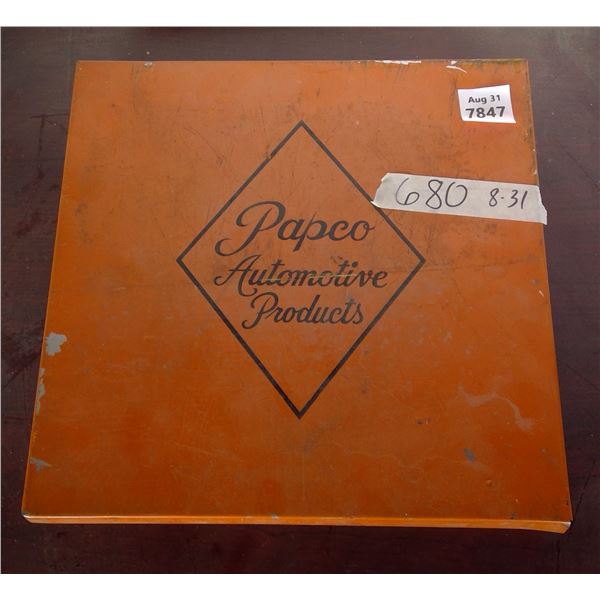 Aug 31
7847
680 8-31
Papco
Automotive
Products